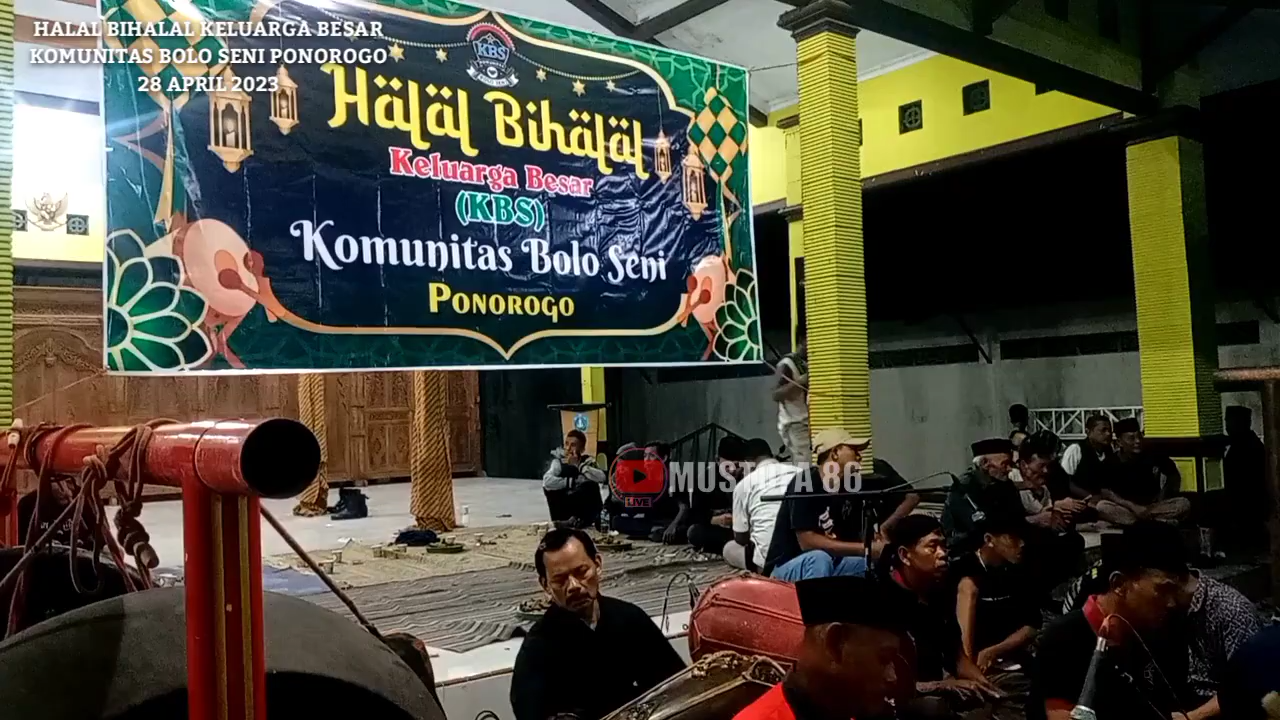 HALAL BIHALAL KELUARGA BESAR
KOMUNITAS BOLO SENI PONOROGO
28 APRIL 2023
KBS
Halal Bihalal
Keluarga Besar
(KBS)
Komunitas Bolo Seni
PONOROGO
LIVE
MUSTOFA 86